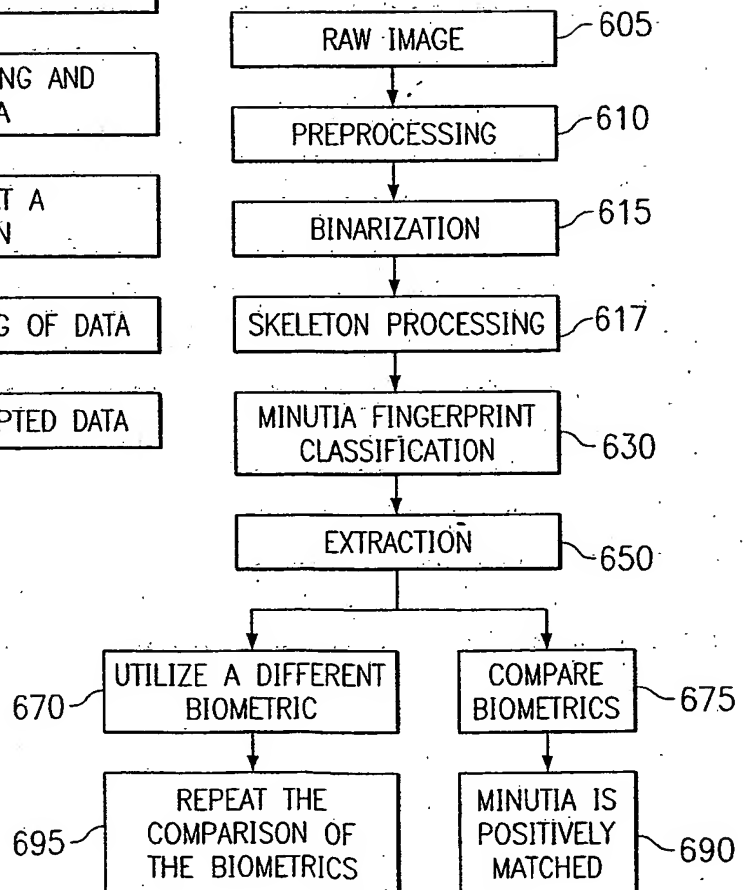 NG AND
A
T A
N
G OF DATA
PTED DATA
RAW IMAGE
605
PREPROCESSING
610
BINARIZATION
615
SKELETON PROCESSING
617
MINUTIA FINGERPRINT
CLASSIFICATION
630
EXTRACTION
650
UTILIZE A DIFFERENT
BIOMETRIC
670
COMPARE
BIOMETRICS
675
REPEAT THE
COMPARISON OF
THE BIOMETRICS
695
MINUTIA IS
POSITIVELY
MATCHED
690